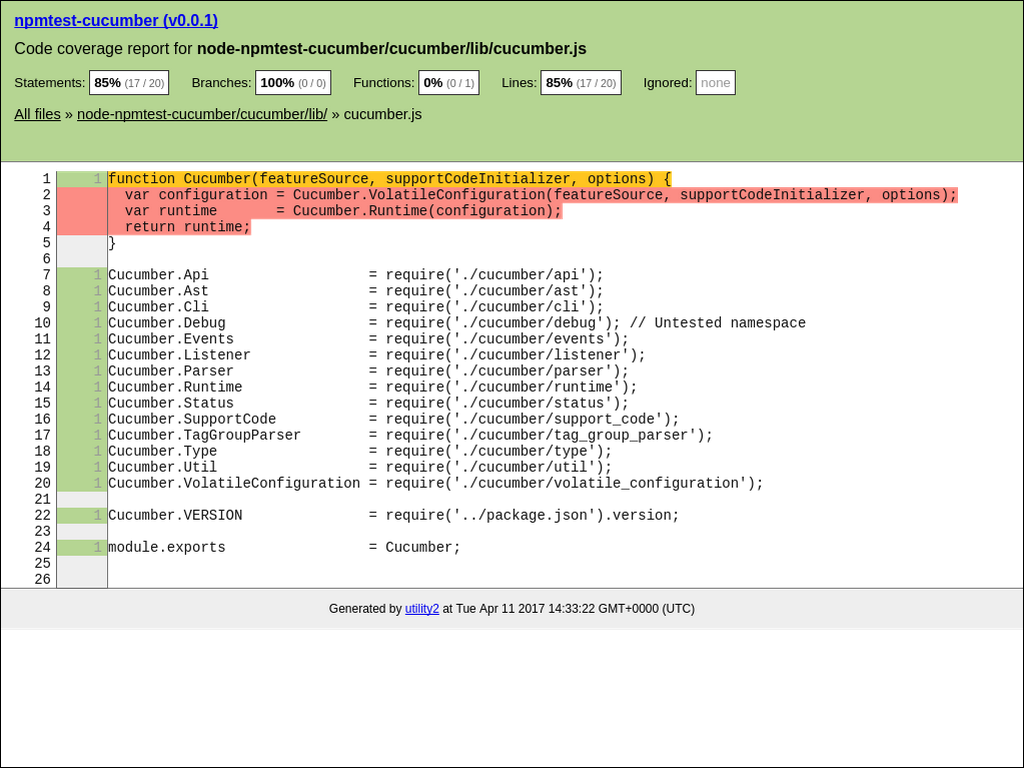 npmtest-cucumber (v0.0.1)
Code coverage report for node-npmtest-cucumber/cucumber/lib/cucumber.js
Statements: 85% (17 / 20) Branches: 100% (0 / 0) Functions: 0% (0 / 1) Lines: 85% (17 / 20) Ignored: none
All files » node-npmtest-cucumber/cucumber/lib/ » cucumber.js
1 1 function Cucumber(featureSource, supportCodeInitializer, options) {
2   var configuration = Cucumber.VolatileConfiguration(featureSource, supportCodeInitializer, options);
3   var runtime       = Cucumber.Runtime(configuration);
4   return runtime;
5 }
6
7 1 Cucumber.Api                   = require('./cucumber/api');
8 1 Cucumber.Ast                   = require('./cucumber/ast');
9 1 Cucumber.Cli                   = require('./cucumber/cli');
10 1 Cucumber.Debug                 = require('./cucumber/debug'); // Untested namespace
11 1 Cucumber.Events                = require('./cucumber/events');
12 1 Cucumber.Listener              = require('./cucumber/listener');
13 1 Cucumber.Parser                = require('./cucumber/parser');
14 1 Cucumber.Runtime               = require('./cucumber/runtime');
15 1 Cucumber.Status                = require('./cucumber/status');
16 1 Cucumber.SupportCode           = require('./cucumber/support_code');
17 1 Cucumber.TagGroupParser        = require('./cucumber/tag_group_parser');
18 1 Cucumber.Type                  = require('./cucumber/type');
19 1 Cucumber.Util                  = require('./cucumber/util');
20 1 Cucumber.VolatileConfiguration = require('./cucumber/volatile_configuration');
21
22 1 Cucumber.VERSION               = require('../package.json').version;
23
24 1 module.exports                 = Cucumber;
25
26
Generated by utility2 at Tue Apr 11 2017 14:33:22 GMT+0000 (UTC)